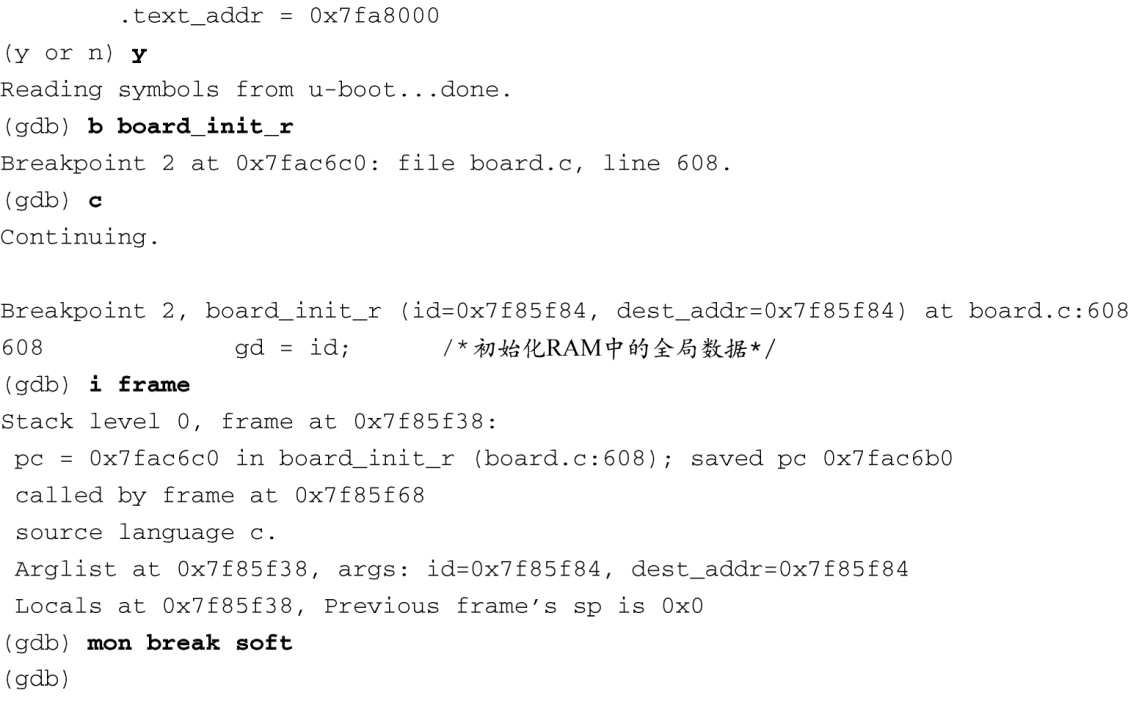 .text_addr = 0x7fa8000
(y or n) y
Reading symbols from u-boot...done.
(gdb) b board_init_r
Breakpoint 2 at 0x7fac6c0: file board.c, line 608.
(gdb) c
Continuing.
Breakpoint 2, board_init_r (id=0x7f85f84, dest_addr=0x7f85f84) at board.c:608
608 gd = id; /*初始化RAM中的全局数据*/
(gdb) i frame
Stack level 0, frame at 0x7f85f38:
pc = 0x7fac6c0 in board_init_r (board.c:608); saved pc 0x7fac6b0
called by frame at 0x7f85f68
source language c.
Arglist at 0x7f85f38, args: id=0x7f85f84, dest_addr=0x7f85f84
Locals at 0x7f85f38, Previous frame’s sp is 0x0
(gdb) mon break soft
(gdb)